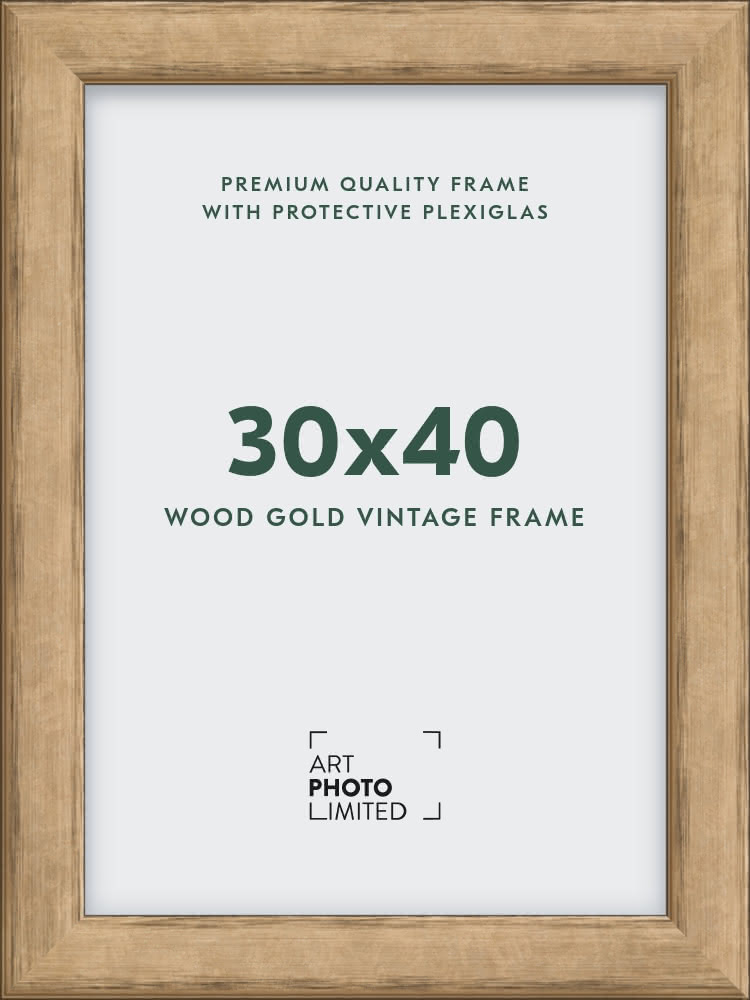 PREMIUM QUALITY FRAME
WITH PROTECTIVE PLEXIGLAS
30x40
WOOD GOLD VINTAGE FRAME
ART
PHOTO
LIMITED